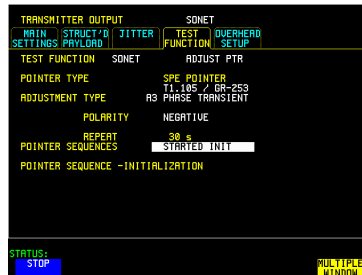 TRANSMITTER OUTPUT SONET
MAIN SETTINGS STRUCT'D PAYLOAD JITTER TEST FUNCTION OVERHEAD SETUP
TEST FUNCTION SONET ADJUST PTR
POINTER TYPE SPE POINTER
T1.105 / GR-253
ADJUSTMENT TYPE A3 PHASE TRANSIENT
POLARITY NEGATIVE
REPEAT 30 s
POINTER SEQUENCES STARTED INIT
POINTER SEQUENCE -INITIALIZATION
STATUS:
STOP MULTIPLE WINDOW